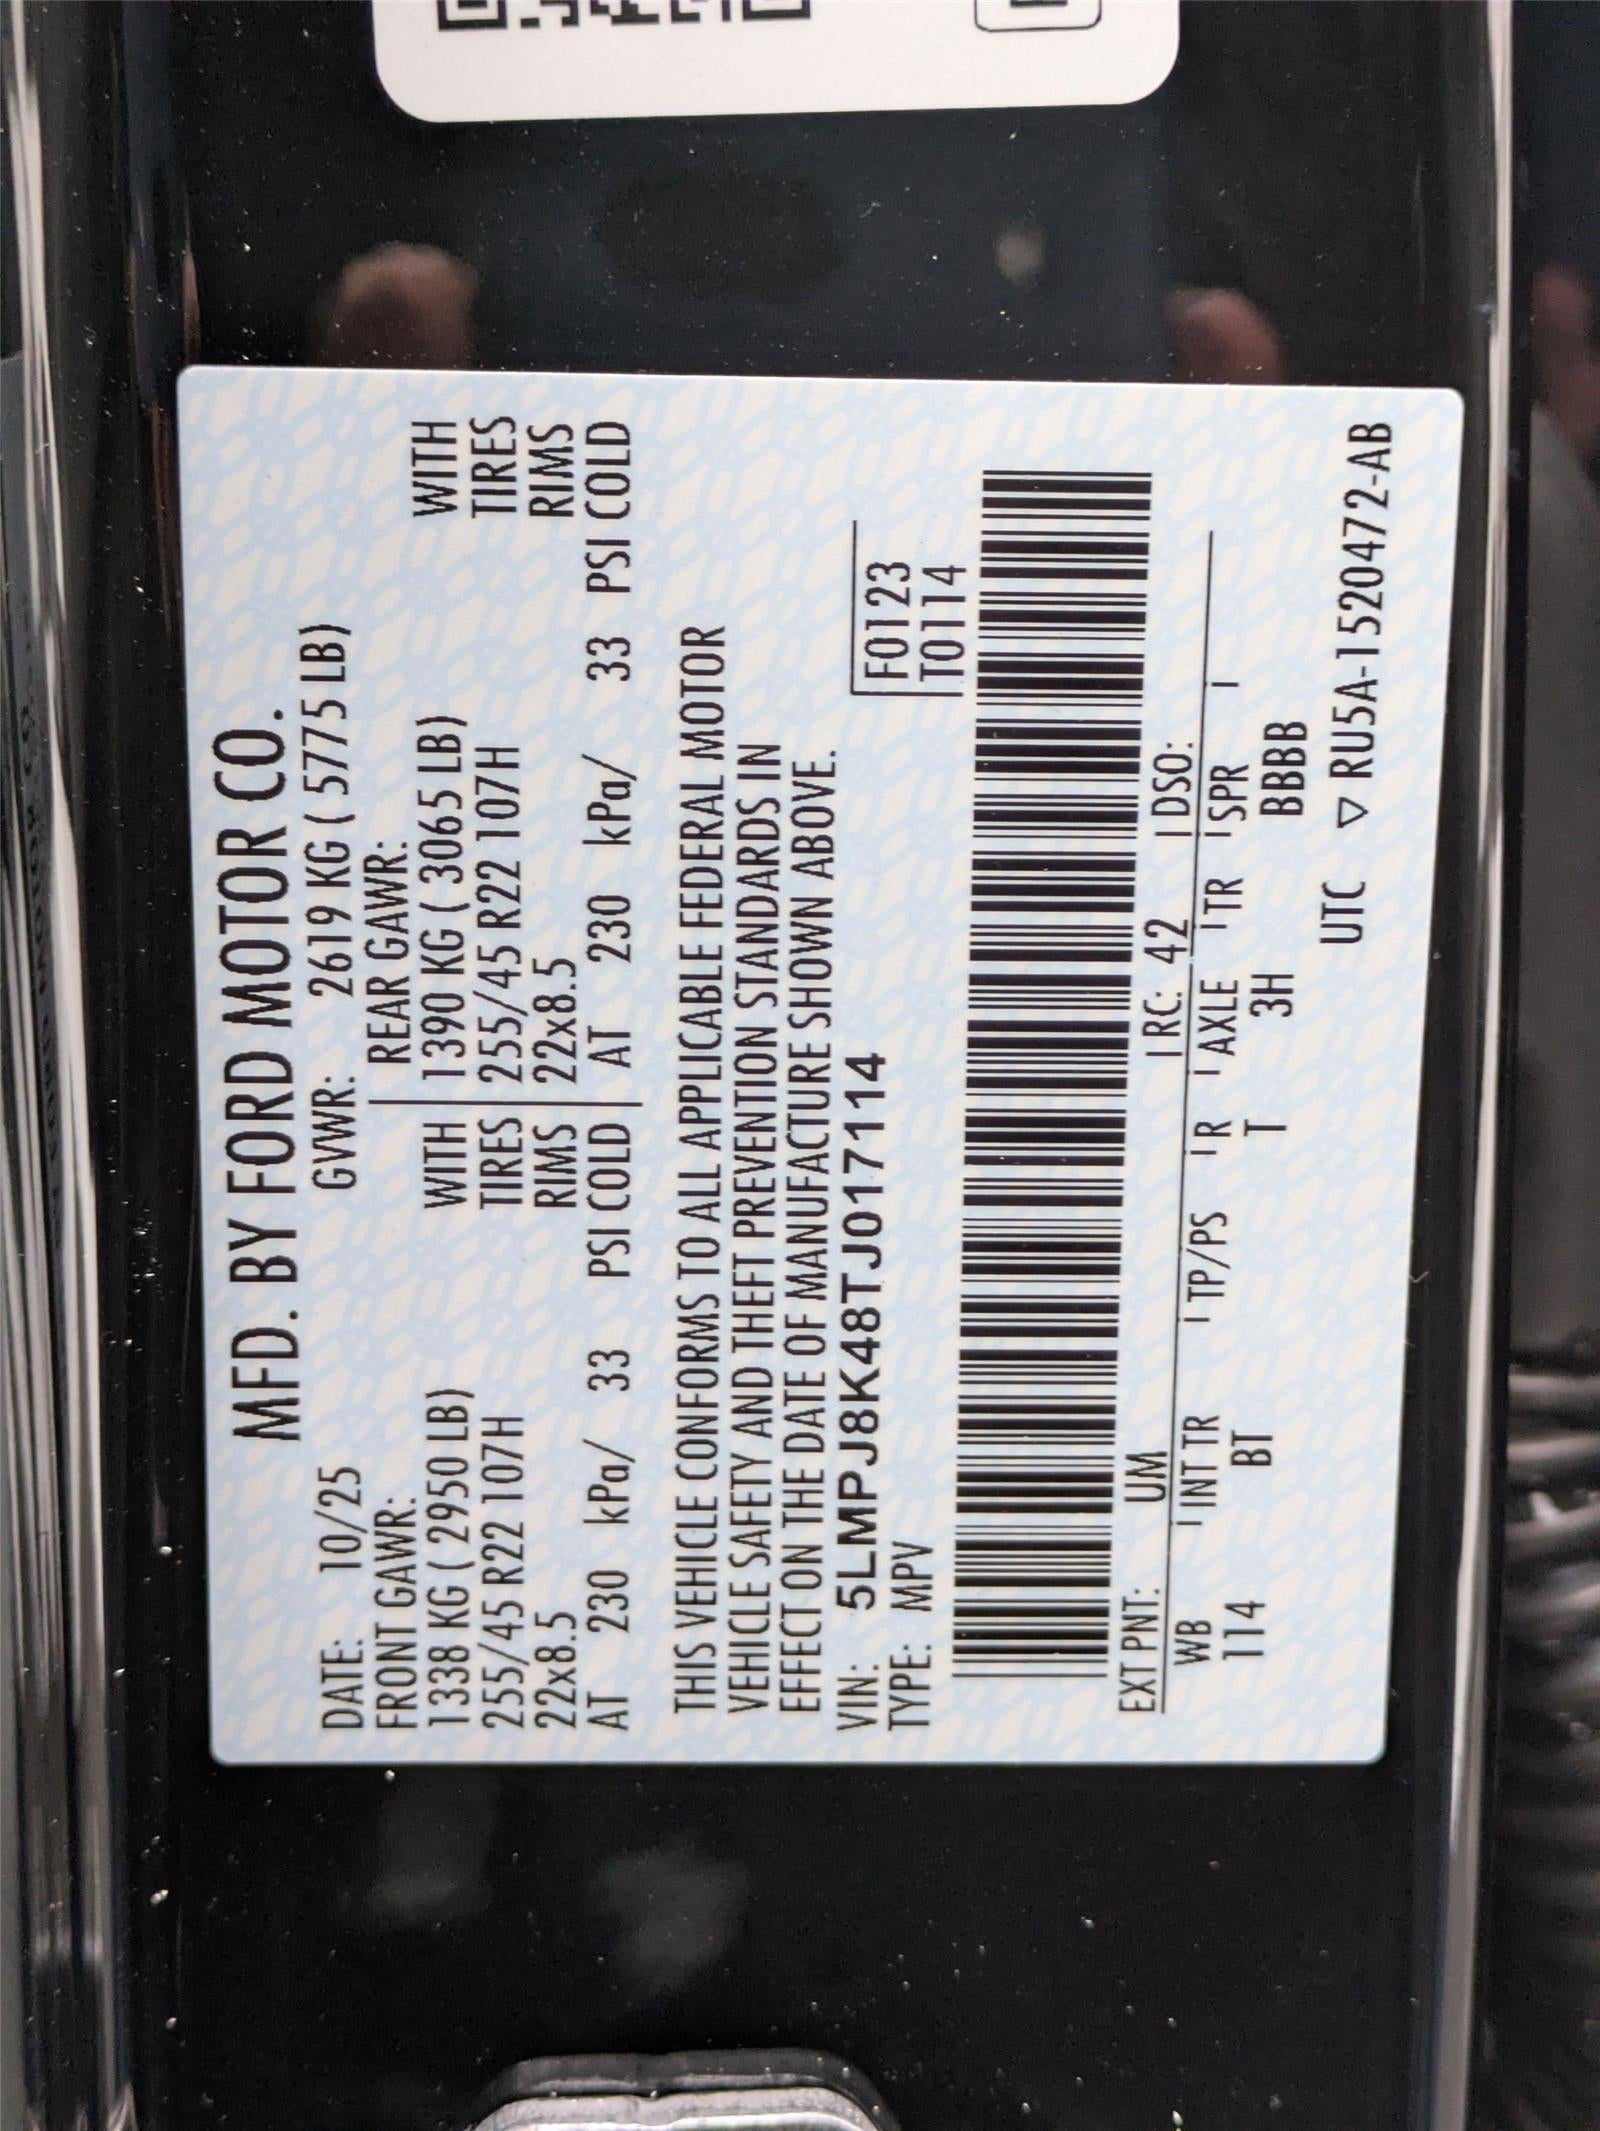 MFD. BY FORD MOTOR CO.
DATE: 10/25 GVWR: 2619 KG ( 5775 LB)
FRONT GAWR: REAR GAWR:
1338 KG ( 2950 LB) WITH 1390 KG ( 3065 LB) WITH
255/45 R22 107H TIRES 255/45 R22 107H TIRES
22x8.5 RIMS 22x8.5 RIMS
AT 230 kPa/ 33 PSI COLD AT 230 kPa/ 33 PSI COLD
THIS VEHICLE CONFORMS TO ALL APPLICABLE FEDERAL MOTOR
VEHICLE SAFETY AND THEFT PREVENTION STANDARDS IN
EFFECT ON THE DATE OF MANUFACTURE SHOWN ABOVE.
VIN: 5LMPJ8K48TJ017114 F0123
TYPE: MPV T0114
EXT PNT: UM RC: 42 DSO:
WB INT TR TP/PS R AXLE TR SPR
114 BT T 3H BBBB
UTC ▽ RU5A-1520472-AB